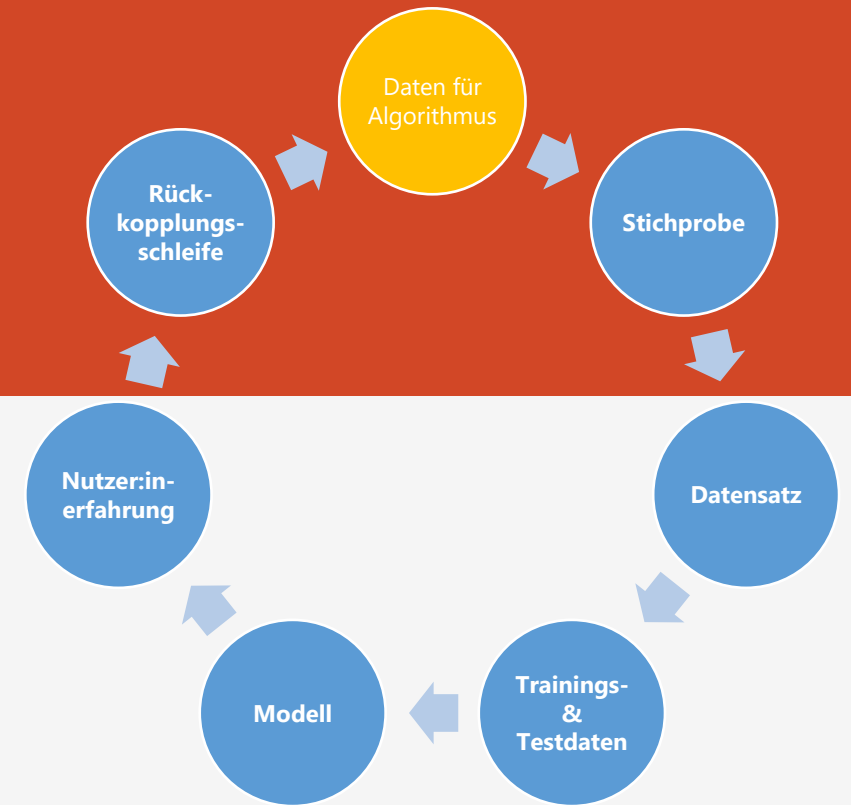 Daten für
Algorithmus
Stichprobe
Datensatz
Trainings-
&
Testdaten
Modell
Nutzer:in-
erfahrung
Rück-
kopplungs-
schleife